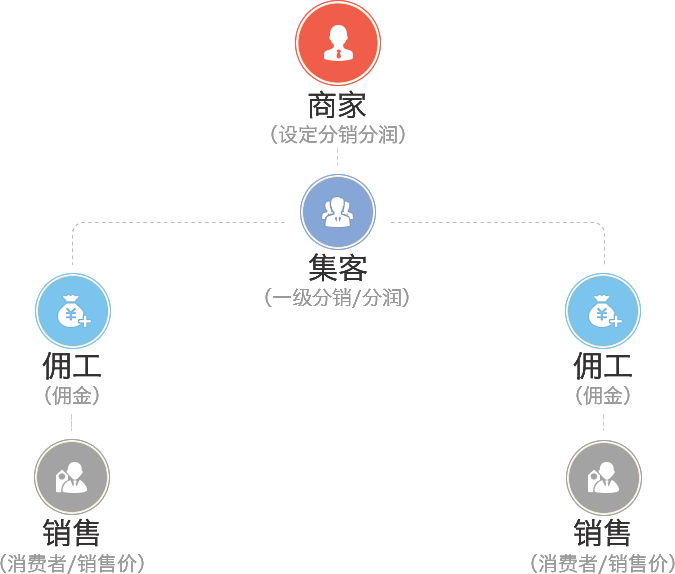 商家
（设定分销分润）
集客
（一级分销/分润）
佣工
（佣金）
佣工
（佣金）
销售
（消费者/销售价）
销售
（消费者/销售价）